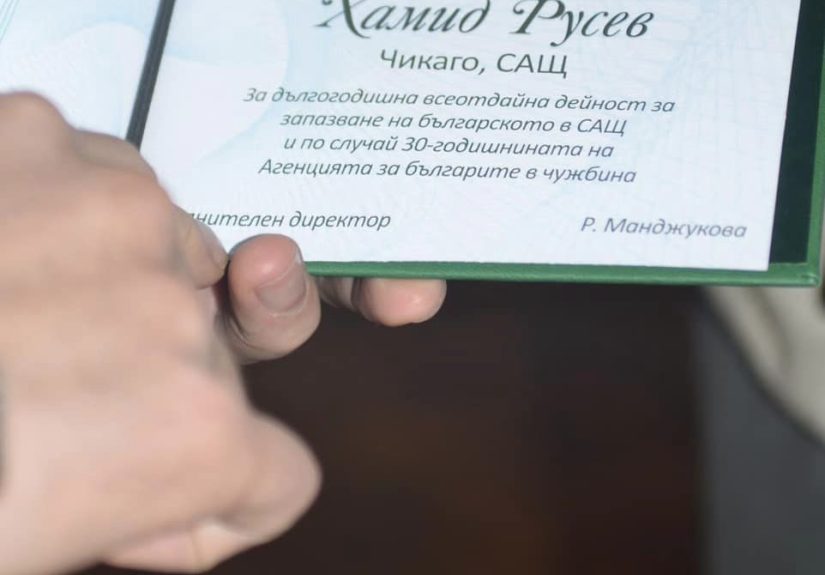 Хамид Русев
Чикаго, САЩ
За дългогодишна всеотдайна дейност за
запазване на българското в САЩ
и по случай 30-годишнината на
Агенцията за българите в чужбина
директор Р. Манджукова